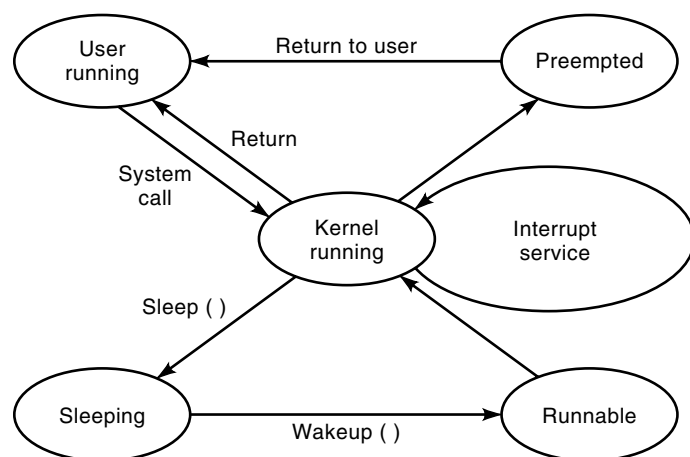 User
running
Return to user
Preempted
Return
System
call
Kernel
running
Interrupt
service
Sleep ( )
Sleeping
Wakeup ( )
Runnable